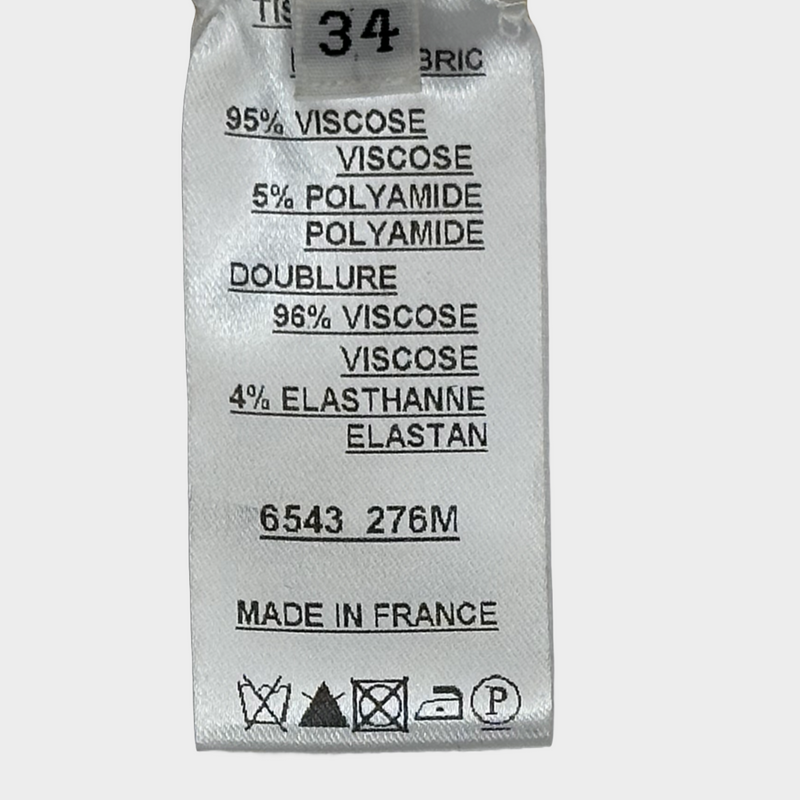 34
95% VISCOSE
VISCOSE
5% POLYAMIDE
POLYAMIDE
DOUBLURE
96% VISCOSE
VISCOSE
4% ELASTHANNE
ELASTAN
6543 276M
MADE IN FRANCE
P